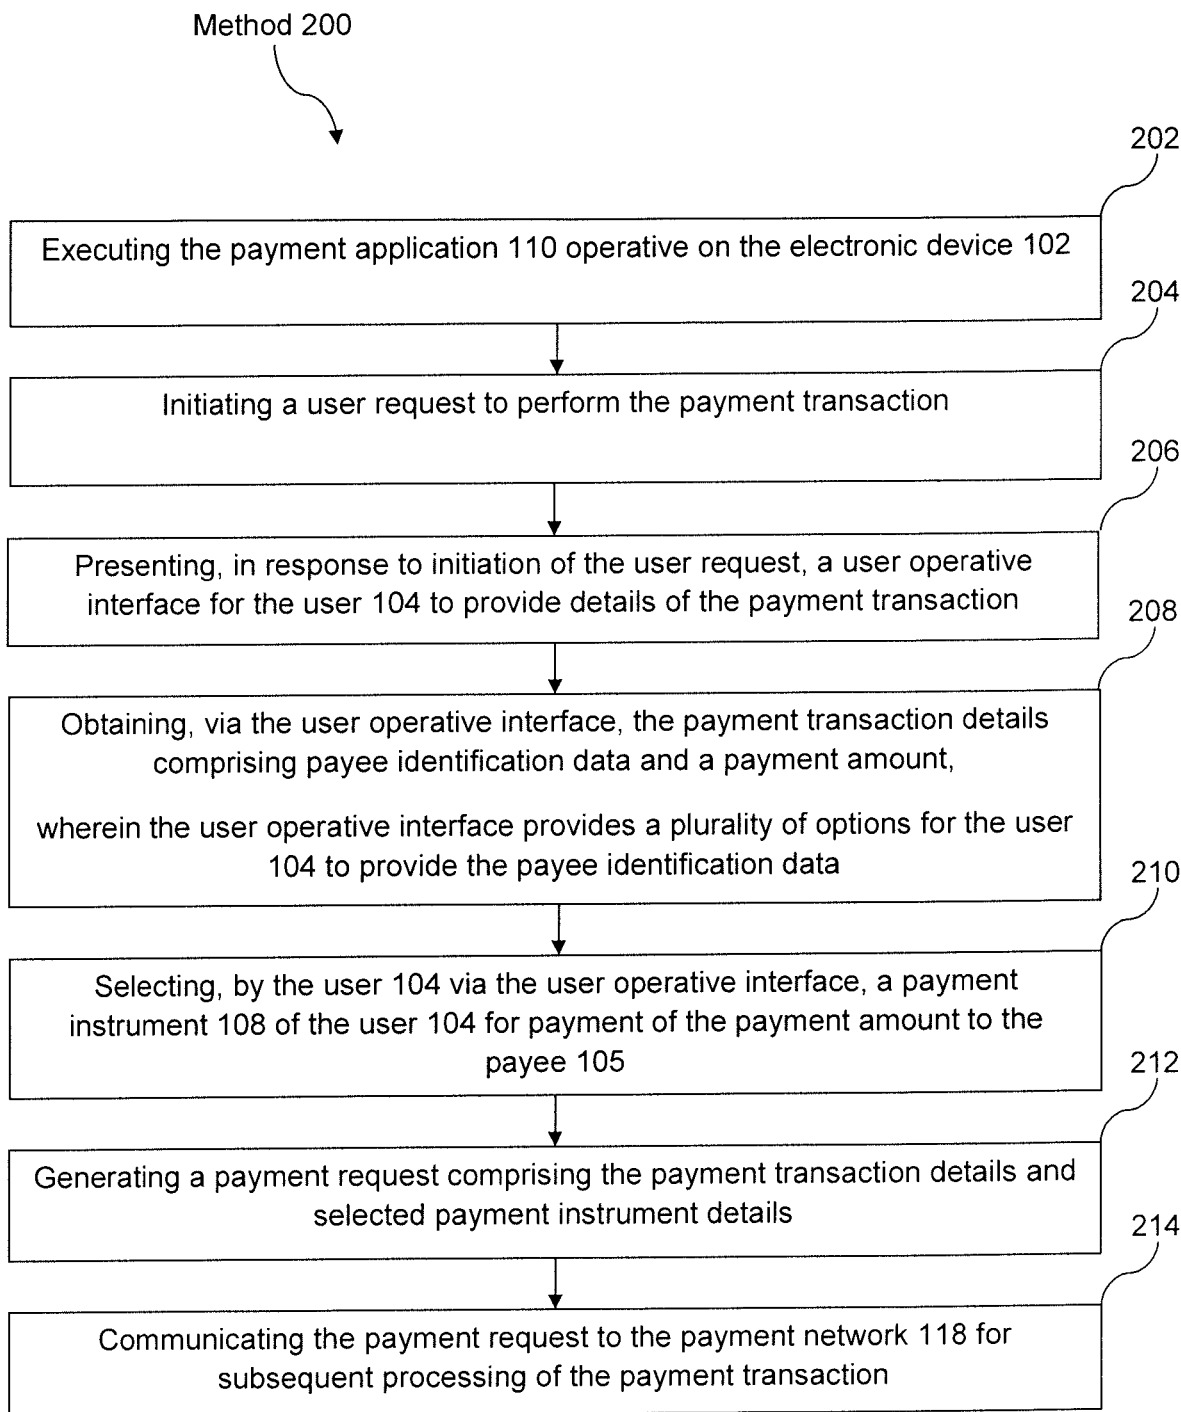 Method 200
202
Executing the payment application 110 operative on the electronic device 102
204
Initiating a user request to perform the payment transaction
206
Presenting, in response to initiation of the user request, a user operative
interface for the user 104 to provide details of the payment transaction
208
Obtaining, via the user operative interface, the payment transaction details
comprising payee identification data and a payment amount,
wherein the user operative interface provides a plurality of options for the user
104 to provide the payee identification data
210
Selecting, by the user 104 via the user operative interface, a payment
instrument 108 of the user 104 for payment of the payment amount to the
payee 105
212
Generating a payment request comprising the payment transaction details and
selected payment instrument details
214
Communicating the payment request to the payment network 118 for
subsequent processing of the payment transaction